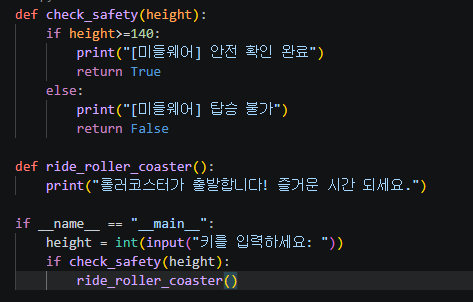 def check_safety(height):
    if height>=140:
        print("[미들웨어] 안전 확인 완료")
        return True
    else:
        print("[미들웨어] 탑승 불가")
        return False

def ride_roller_coaster():
    print("롤러코스터가 출발합니다! 즐거운 시간 되세요.")

if __name__ == "__main__":
    height = int(input("키를 입력하세요: "))
    if check_safety(height):
        ride_roller_coaster()